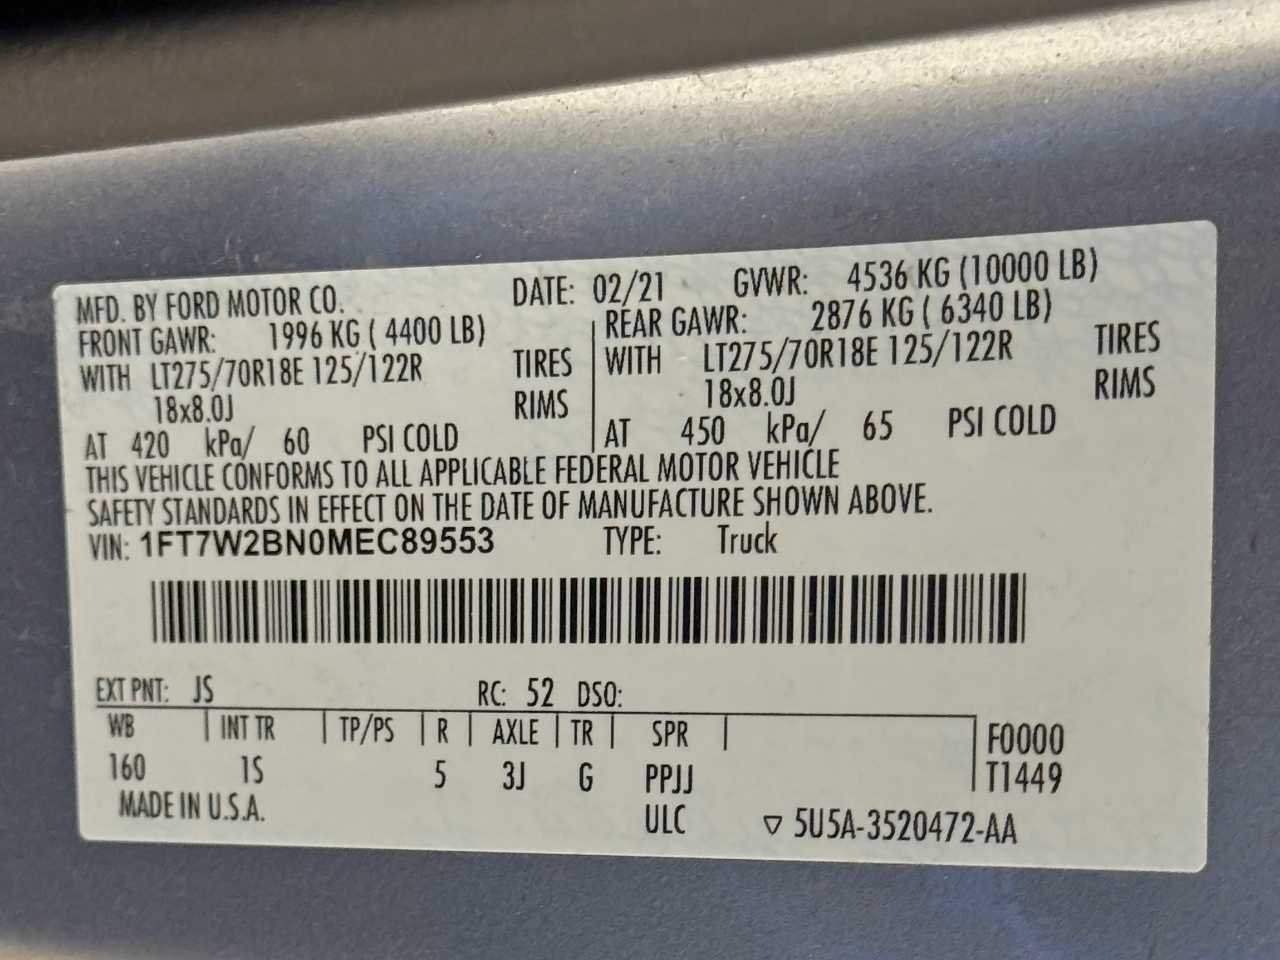 MFD. BY FORD MOTOR CO. DATE: 02/21 GVWR: 4536 KG (10000 LB)
FRONT GAWR: 1996 KG ( 4400 LB) REAR GAWR: 2876 KG ( 6340 LB)
WITH LT275/70R18E 125/122R TIRES WITH LT275/70R18E 125/122R TIRES
18x8.0J RIMS 18x8.0J RIMS
AT 420 kPa/ 60 PSI COLD AT 450 kPa/ 65 PSI COLD
THIS VEHICLE CONFORMS TO ALL APPLICABLE FEDERAL MOTOR VEHICLE
SAFETY STANDARDS IN EFFECT ON THE DATE OF MANUFACTURE SHOWN ABOVE.
VIN: 1FT7W2BN0MEC89553 TYPE: Truck
EXT PNT: JS RC: 52 DSO:
WB INT TR TP/PS R AXLE TR SPR F0000
160 1S 5 3J G PPJJ T1449
MADE IN U.S.A. ULC ▽ 5U5A-3520472-AA